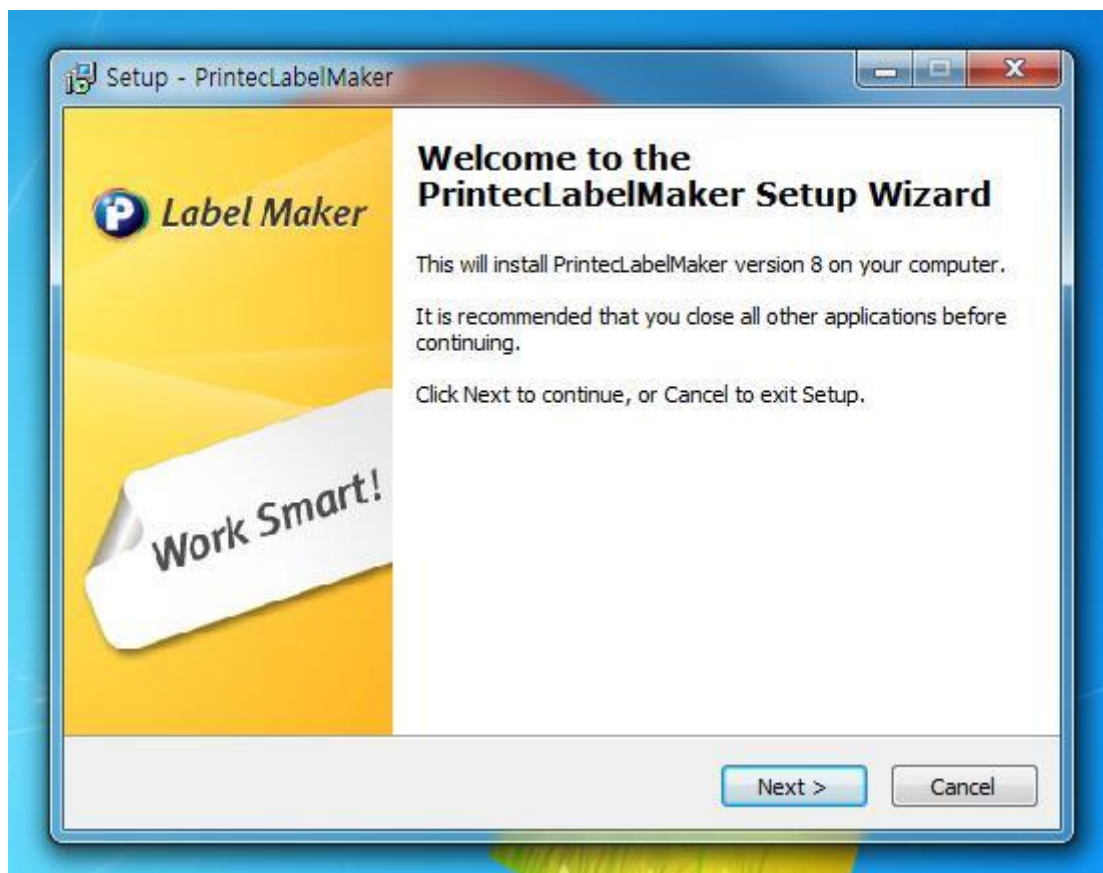 Setup - PrintecLabelMaker
Label Maker
Work Smart!
Welcome to the
PrintecLabelMaker Setup Wizard
This will install PrintecLabelMaker version 8 on your computer.
It is recommended that you close all other applications before
continuing.
Click Next to continue, or Cancel to exit Setup.
Next >
Cancel